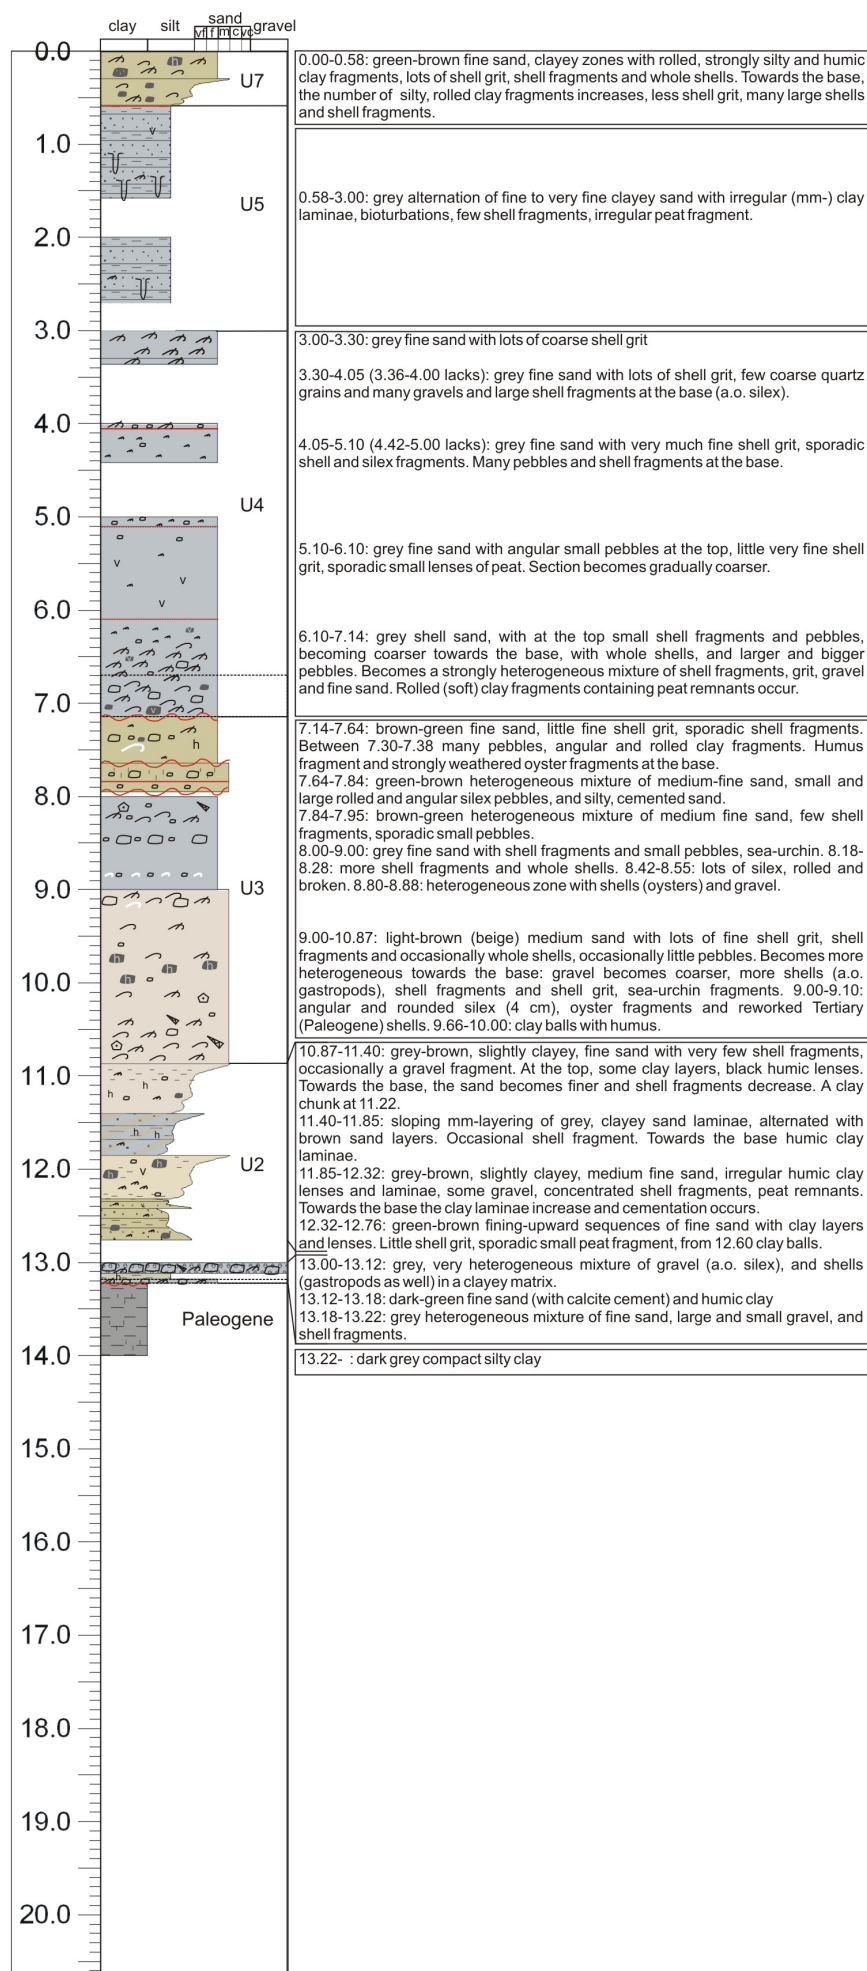 sand
clay silt gravel
vf f m c vc
0.0
1.0
2.0
3.0
4.0
5.0
6.0
7.0
8.0
9.0
10.0
11.0
12.0
13.0
14.0
15.0
16.0
17.0
18.0
19.0
20.0
U7
U5
U4
U3
U2
Paleogene
h
v
v
v
v
v
h
h
h
h
h
h
h
h
h
h
h
v
h
h
0.00-0.58: green-brown fine sand, clayey zones with rolled, strongly silty and humic
clay fragments, lots of shell grit, shell fragments and whole shells. Towards the base,
the number of silty, rolled clay fragments increases, less shell grit, many large shells
and shell fragments.
0.58-3.00: grey alternation of fine to very fine clayey sand with irregular (mm-) clay
laminae, bioturbations, few shell fragments, irregular peat fragment.
3.00-3.30: grey fine sand with lots of coarse shell grit
3.30-4.05 (3.36-4.00 lacks): grey fine sand with lots of shell grit, few coarse quartz
grains and many gravels and large shell fragments at the base (a.o. silex).
4.05-5.10 (4.42-5.00 lacks): grey fine sand with very much fine shell grit, sporadic
shell and silex fragments. Many pebbles and shell fragments at the base.
5.10-6.10: grey fine sand with angular small pebbles at the top, little very fine shell
grit, sporadic small lenses of peat. Section becomes gradually coarser.
6.10-7.14: grey shell sand, with at the top small shell fragments and pebbles,
becoming coarser towards the base, with whole shells, and larger and bigger
pebbles. Becomes a strongly heterogeneous mixture of shell fragments, grit, gravel
and fine sand. Rolled (soft) clay fragments containing peat remnants occur.
7.14-7.64: brown-green fine sand, little fine shell grit, sporadic shell fragments.
Between 7.30-7.38 many pebbles, angular and rolled clay fragments. Humus
fragment and strongly weathered oyster fragments at the base.
7.64-7.84: green-brown heterogeneous mixture of medium-fine sand, small and
large rolled and angular silex pebbles, and silty, cemented sand.
7.84-7.95: brown-green heterogeneous mixture of medium fine sand, few shell
fragments, sporadic small pebbles.
8.00-9.00: grey fine sand with shell fragments and small pebbles, sea-urchin. 8.18-
8.28: more shell fragments and whole shells. 8.42-8.55: lots of silex, rolled and
broken. 8.80-8.88: heterogeneous zone with shells (oysters) and gravel.
9.00-10.87: light-brown (beige) medium sand with lots of fine shell grit, shell
fragments and occasionally whole shells, occasionally little pebbles. Becomes more
heterogeneous towards the base: gravel becomes coarser, more shells (a.o.
gastropods), shell fragments and shell grit, sea-urchin fragments. 9.00-9.10:
angular and rounded silex (4 cm), oyster fragments and reworked Tertiary
(Paleogene) shells. 9.66-10.00: clay balls with humus.
10.87-11.40: grey-brown, slightly clayey, fine sand with very few shell fragments,
occasionally a gravel fragment. At the top, some clay layers, black humic lenses.
Towards the base, the sand becomes finer and shell fragments decrease. A clay
chunk at 11.22.
11.40-11.85: sloping mm-layering of grey, clayey sand laminae, alternated with
brown sand layers. Occasional shell fragment. Towards the base humic clay
laminae.
11.85-12.32: grey-brown, slightly clayey, medium fine sand, irregular humic clay
lenses and laminae, some gravel, concentrated shell fragments, peat remnants.
Towards the base the clay laminae increase and cementation occurs.
12.32-12.76: green-brown fining-upward sequences of fine sand with clay layers
and lenses. Little shell grit, sporadic small peat fragment, from 12.60 clay balls.
13.00-13.12: grey, very heterogeneous mixture of gravel (a.o. silex), and shells
(gastropods as well) in a clayey matrix.
13.12-13.18: dark-green fine sand (with calcite cement) and humic clay
13.18-13.22: grey heterogeneous mixture of fine sand, large and small gravel, and
shell fragments.
13.22- : dark grey compact silty clay